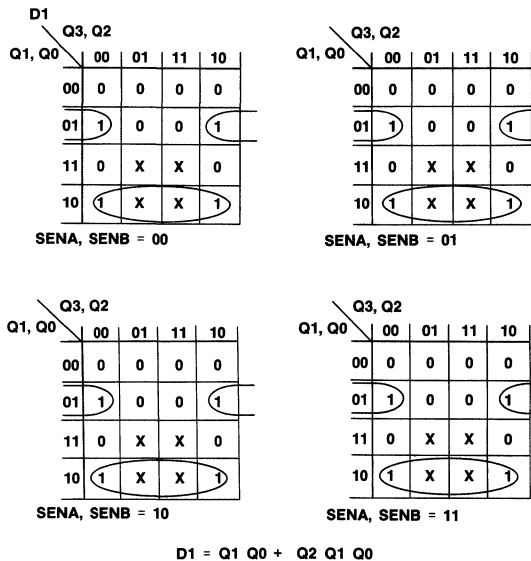 D1
Q3, Q2
Q1, Q0 00 01 11 10
00 0 0 0 0
01 1 0 0 1
11 0 X X 0
10 1 X X 1
SENA, SENB = 00
00 01 11 10
00 0 0 0 0
01 1 0 0 1
11 0 X X 0
10 1 X X 1
SENA, SENB = 01
Q3, Q2
Q1, Q0 00 01 11 10
00 0 0 0 0
01 1 0 0 1
11 0 X X 0
10 1 X X 1
SENA, SENB = 10
Q3, Q2
Q1, Q0 00 01 11 10
00 0 0 0 0
01 1 0 0 1
11 0 X X 0
10 1 X X 1
SENA, SENB = 11
D1 = Q1 Q0 + Q2 Q1 Q0